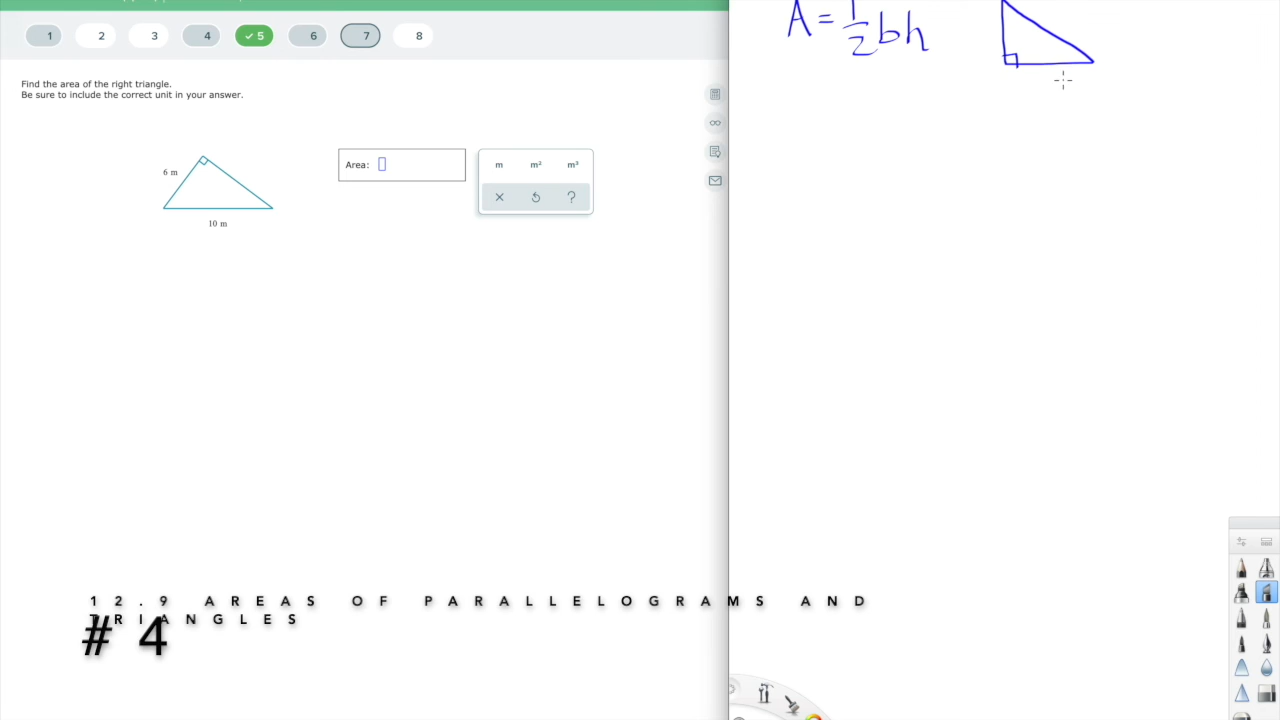 1 2 3 4 ✓ 5 6 7 8
Find the area of the right triangle.
Be sure to include the correct unit in your answer.
6 m
10 m
Area:
m m² m³
?
A = 1/2 bh
12.9 AREAS OF PARALLELOGRAMS AND
TRIANGLES
# 4